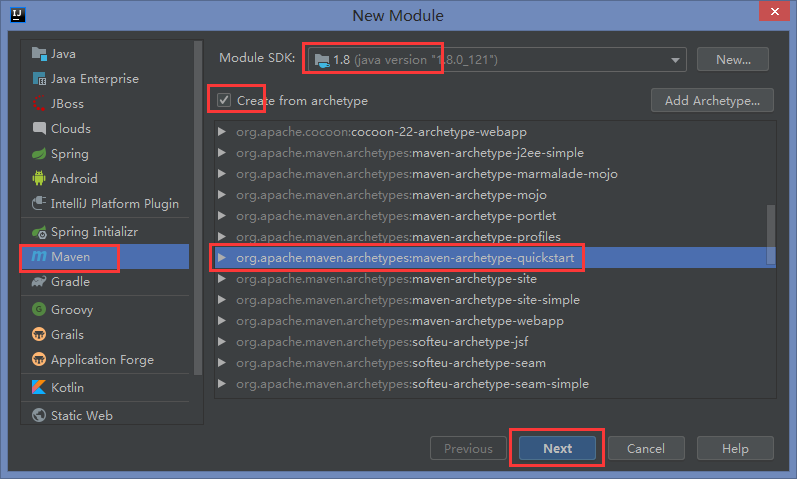 IJ
New Module
Java
Java Enterprise
JBoss
Clouds
Spring
Android
IntelliJ Platform Plugin
Spring Initializr
m Maven
Gradle
G Groovy
Grails
Application Forge
Kotlin
Static Web
Module SDK: 1.8 (java version "1.8.0_121") New...
Create from archetype Add Archetype...
org.apache.cocoon:cocoon-22-archetype-webapp
org.apache.maven.archetypes:maven-archetype-j2ee-simple
org.apache.maven.archetypes:maven-archetype-marmalade-mojo
org.apache.maven.archetypes:maven-archetype-mojo
org.apache.maven.archetypes:maven-archetype-portlet
org.apache.maven.archetypes:maven-archetype-profiles
org.apache.maven.archetypes:maven-archetype-quickstart
org.apache.maven.archetypes:maven-archetype-site
org.apache.maven.archetypes:maven-archetype-site-simple
org.apache.maven.archetypes:maven-archetype-webapp
org.apache.maven.archetypes:softeu-archetype-jsf
org.apache.maven.archetypes:softeu-archetype-seam
org.apache.maven.archetypes:softeu-archetype-seam-simple
Previous Next Cancel Help